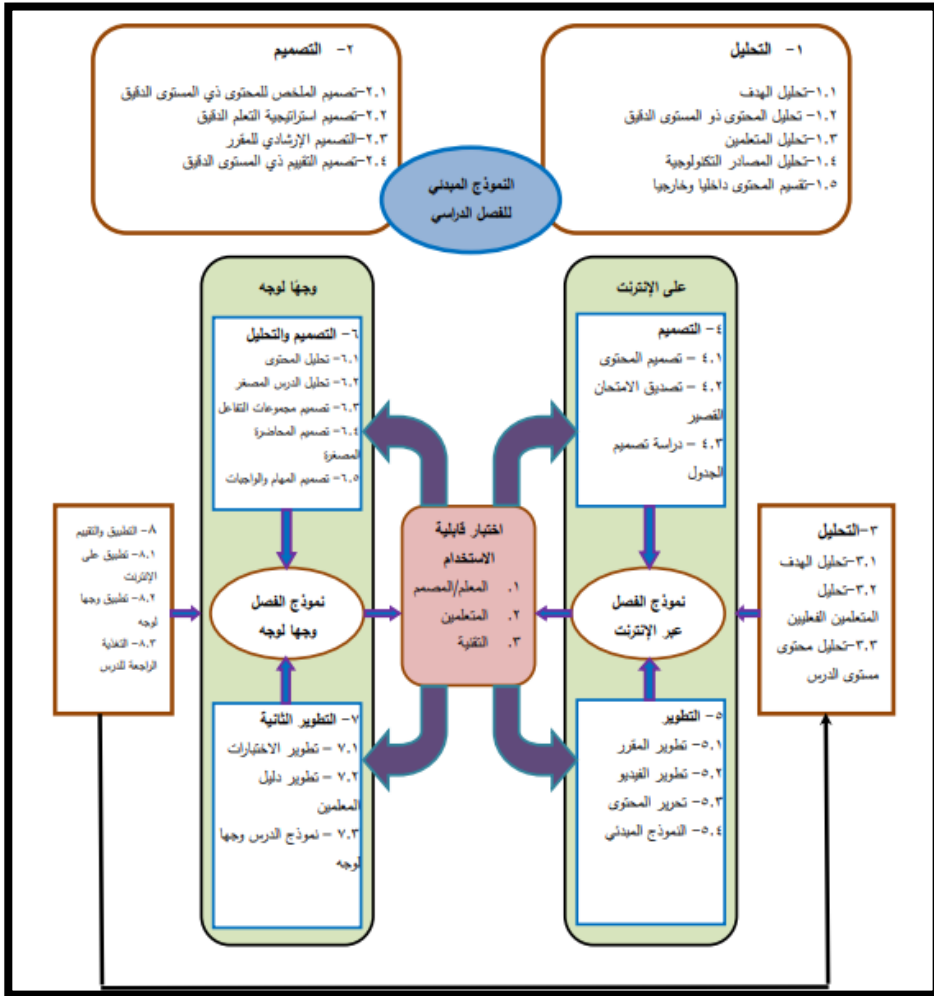 ١- التحليل
١.١-تحليل الهدف
١.٢- تحليل المحتوى ذو المستوى الدقيق
١.٣-تحليل المتعلمين
١.٤-تحليل المصادر التكنولوجية
١.٥-تقسيم المحتوى داخليا وخارجيا
٢- التصميم
٢.١-تصميم الملخص للمحتوى ذي المستوى الدقيق
٢.٢-تصميم استراتيجية التعلم الدقيق
٢.٣-التصميم الإرشادي للمقرر
٢.٤-تصميم التقييم ذي المستوى الدقيق
النموذج المبدئي
للفصل الدراسي
على الإنترنت
٤- التصميم
٤.١ – تصميم المحتوى
٤.٢ – تصديق الامتحان
القصير
٤.٣ – دراسة تصميم
الجدول
نموذج الفصل
عبر الإنترنت
٥- التطوير
٥.١- تطوير المقرر
٥.٢- تطوير الفيديو
٥.٣- تحرير المحتوى
٥.٤- النموذج المبدئي
٣-التحليل
٣.١-تحليل الهدف
٣.٢-تحليل
المتعلمين الفعليين
٣.٣-تحليل محتوى
مستوى الدرس
اختبار قابلية
الاستخدام
١. المعلم/المصمم
٢. المتعلمين
٣. التقنية
وجهًا لوجه
٦- التصميم والتحليل
٦.١- تحليل المحتوى
٦.٢- تحليل الدرس المصغر
٦.٣- تصميم مجموعات التفاعل
٦.٤- تصميم المحاضرة
المصغرة
٦.٥- تصميم المهام والواجبات
نموذج الفصل
وجها لوجه
٧- التطوير الثانية
٧.١ – تطوير الاختبارات
٧.٢ – تطوير دليل
المعلمين
٧.٣ – نموذج الدرس وجها
لوجه
٨- التطبيق والتقييم
٨.١- تطبيق على
الإنترنت
٨.٢- تطبيق وجها
لوجه
٨.٣- التغذية
الراجعة للدرس